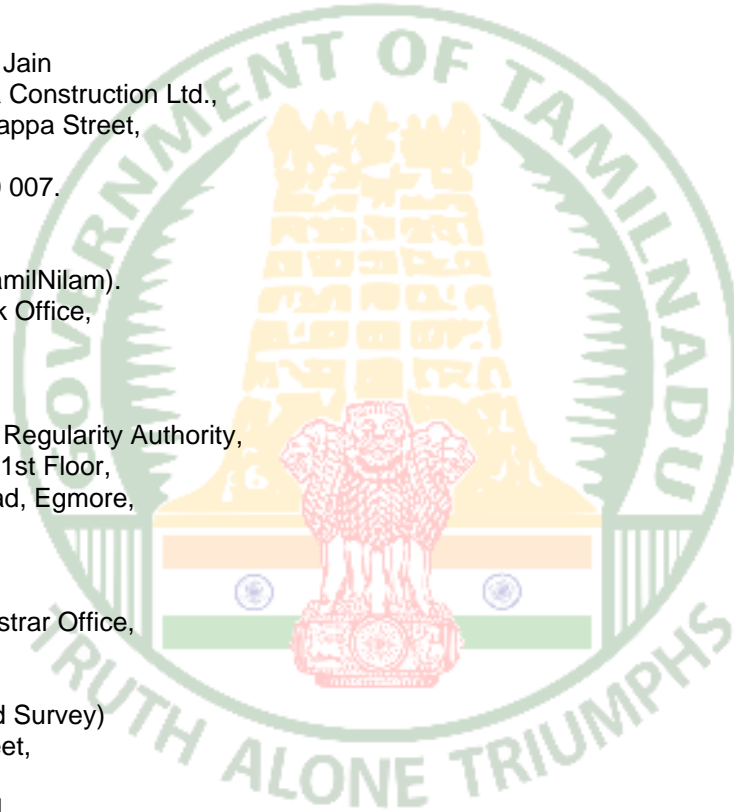 Jain
Construction Ltd.,
appa Street,
007.
amilNilam).
k Office,
Regularity Authority,
1st Floor,
ad, Egmore,
strar Office,
d Survey)
eet,
GOVERNMENT OF TAMILNADU
TRUTH ALONE TRIUMPHS